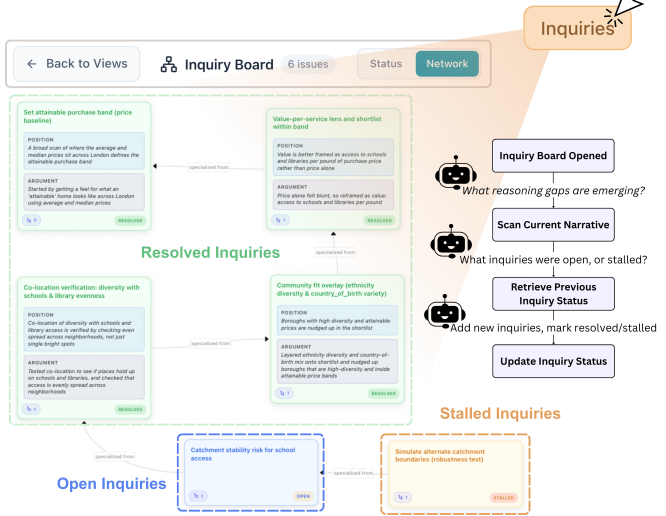 Inquiries
Back to Views
Inquiry Board
6 issues
Status
Network
Set attainable purchase band (price
baseline)
POSITION
A broad scan of where the average and
median prices sit across London defines the
attainable purchase band
ARGUMENT
Started by getting a feel for what an
'attainable' home looks like across London
using average and median prices
0
RESOLVED
specialized from
Value-per-service lens and shortlist
within band
POSITION
Value is better framed as access to schools
and libraries per pound of purchase price
rather than price alone
ARGUMENT
Price alone felt blunt, so reframed as value:
access to schools and libraries per pound
1
RESOLVED
Resolved Inquiries
specialized from
Co-location verification: diversity with
schools & library evenness
POSITION
Co-location of diversity with schools and
library access is verified by checking even
spread across neighborhoods, not just
single bright spots
ARGUMENT
Tested co-location to see if places hold up
on schools and libraries, and checked that
access is evenly spread across
neighborhoods
1
RESOLVED
specialized from
Community fit overlay (ethnicity
diversity & country_of_birth variety)
POSITION
Boroughs with high diversity and attainable
prices are nudged up in the shortlist
ARGUMENT
Layered ethnicity diversity and country-of-
birth mix onto shortlist and nudged up
boroughs that are high-diversity and inside
attainable price bands
1
RESOLVED
specialized from
Open Inquiries
Catchment stability risk for school
access
1
OPEN
specialized from
Stalled Inquiries
Simulate alternate catchment
boundaries (robustness test)
1
STALLED
Inquiry Board Opened
What reasoning gaps are emerging?
Scan Current Narrative
What inquiries were open, or stalled?
Retrieve Previous
Inquiry Status
Add new inquiries, mark resolved/stalled
Update Inquiry Status